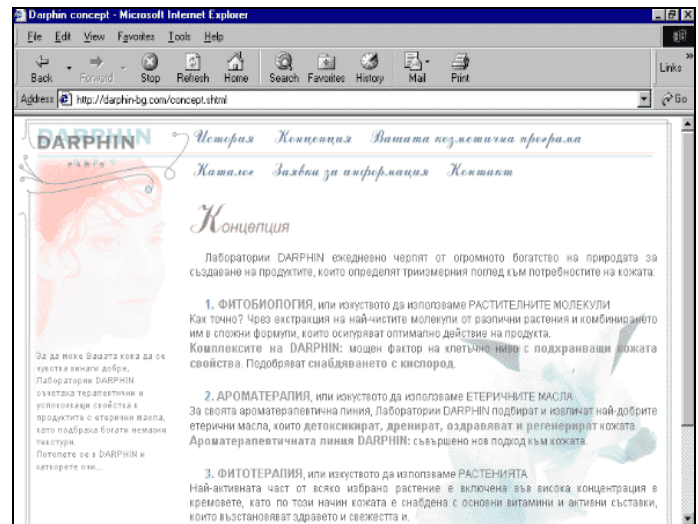 Darphin concept - Microsoft Internet Explorer
File Edit View Favorites Tools Help
Back Forward Stop Refresh Home Search Favorites History Mail Print Links
Address http://darphin-bg.com/concept.shtml Go
DARPHIN
PARIS
История Концепция Вашата козметична програма
Каталог Заявка за информация Контакт
Концепция
Лаборатории DARPHIN ежедневно черпят от огромното богатство на природата за
създаване на продуктите, които определят триизмерния поглед към потребностите на кожата:
1. ФИТОБИОЛОГИЯ, или изкуството да използваме РАСТИТЕЛНИТЕ МОЛЕКУЛИ
Как точно? Чрез екстракция на най-чистите молекули от различни растения и комбинирането
им в сложни формули, които осигуряват оптимално действие на продукта.
Комплексите на DARPHIN: мощен фактор на клетъчно ниво с подхранващи кожата
свойства. Подобряват снабдяването с кислород.
2. АРОМАТЕРАПИЯ, или изкуството да използваме ЕТЕРИЧНИТЕ МАСЛА
За своята ароматерапевтична линия, Лаборатории DARPHIN подбират и извличат най-добрите
етерични масла, които детоксикират, дренират, оздравяват и регенерират кожата.
Ароматерапевтичната линия DARPHIN: съвършено нов подход към кожата.
3. ФИТОТЕРАПИЯ, или изкуството да използваме РАСТЕНИЯТА
Най-активната част от всяко избрано растение е включена във висока концентрация в
кремовете, като по този начин кожата е снабдена с основни витамини и активни съставки,
които възстановяват здравето и свежестта и.
За да може Вашата кожа да се
чувства винаги добре,
Лаборатории DARPHIN
съчетаха терапевтични и
успокояващи свойства в
продуктите с етерични масла,
като подбраха богати немазни
текстури.
Потопете се в DARPHIN и
затворете очи...